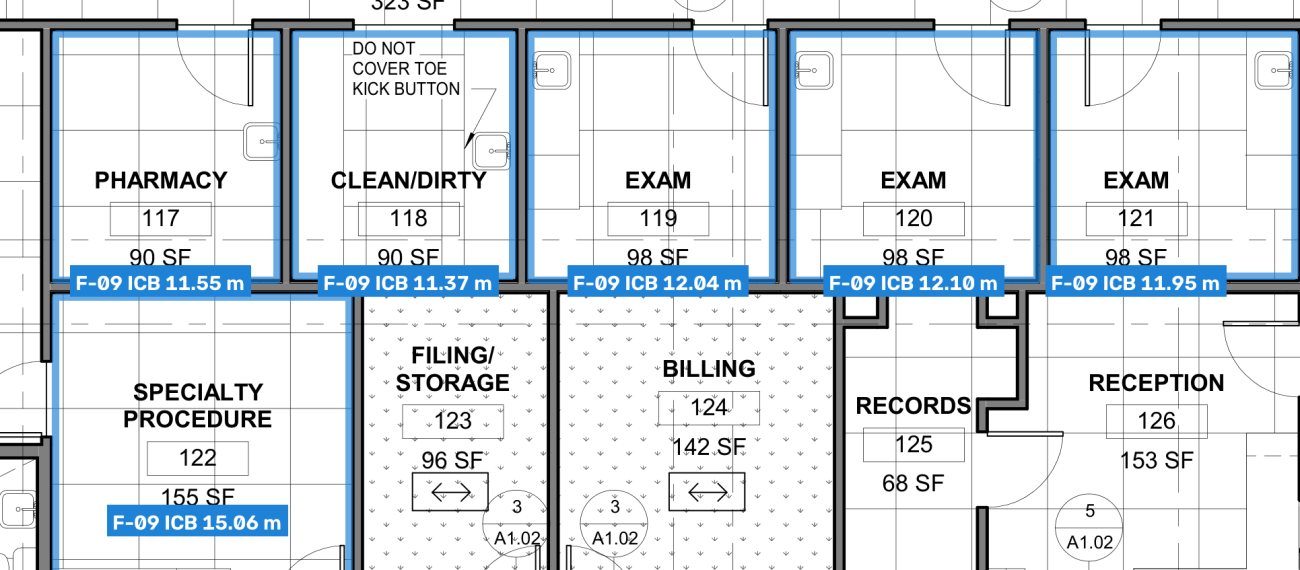 323 SF
DO NOT
COVER TOE
KICK BUTTON
PHARMACY
117
90 SF
F-09 ICB 11.55 m
CLEAN/DIRTY
118
90 SF
F-09 ICB 11.37 m
EXAM
119
98 SF
F-09 ICB 12.04 m
EXAM
120
98 SF
F-09 ICB 12.10 m
EXAM
121
98 SF
F-09 ICB 11.95 m
SPECIALTY
PROCEDURE
122
155 SF
F-09 ICB 15.06 m
FILING/
STORAGE
123
96 SF
3
A1.02
BILLING
124
142 SF
3
A1.02
RECORDS
125
68 SF
RECEPTION
126
153 SF
5
A1.02